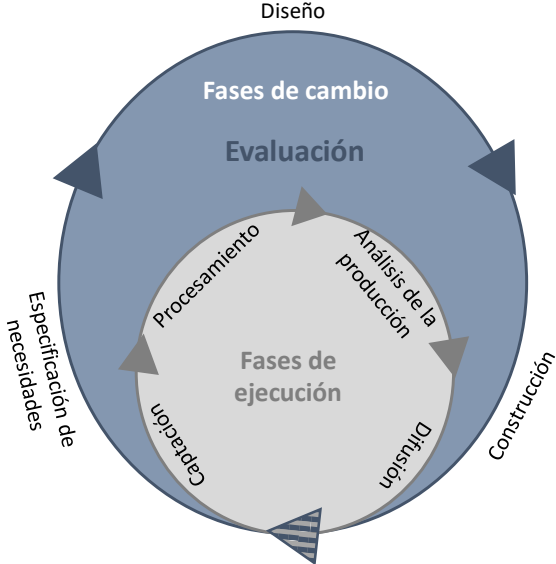 Diseño
Fases de cambio
Evaluación
Procesamiento
Análisis de la
producción
Especificación de
necesidades
Fases de
ejecución
Construcción
Captación
Difusión